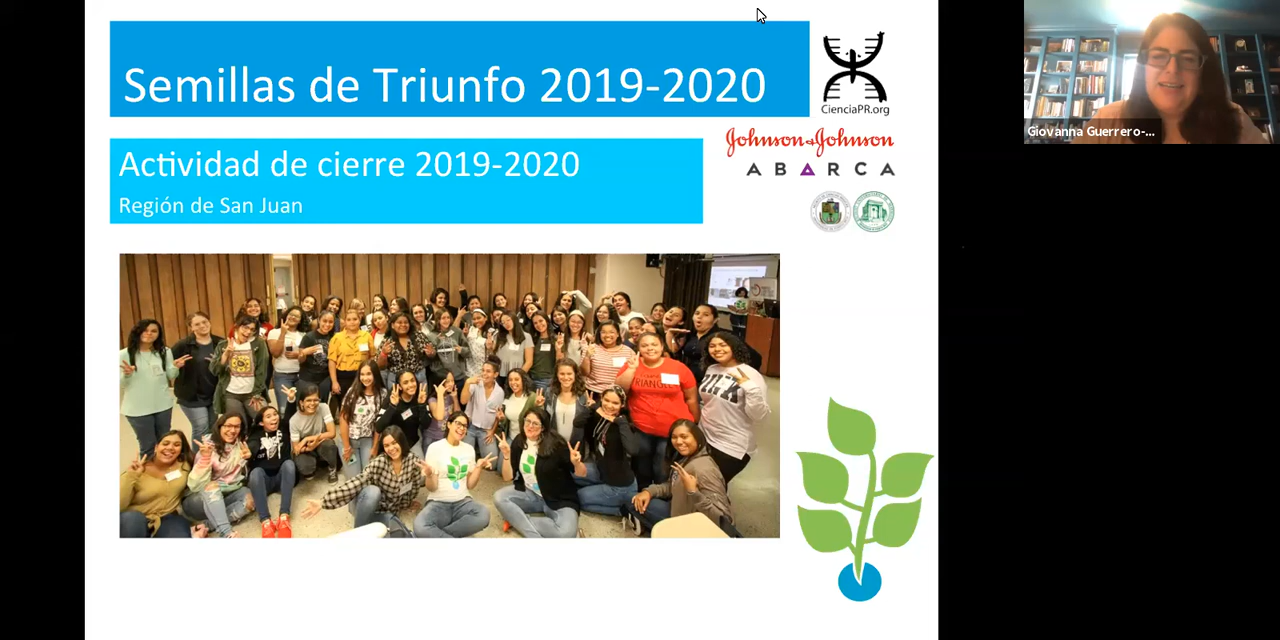 Semillas de Triunfo 2019-2020
CienciaPR.org
Johnson & Johnson
ABARCA
Actividad de cierre 2019-2020
Región de San Juan
Giovanna Guerrero-...